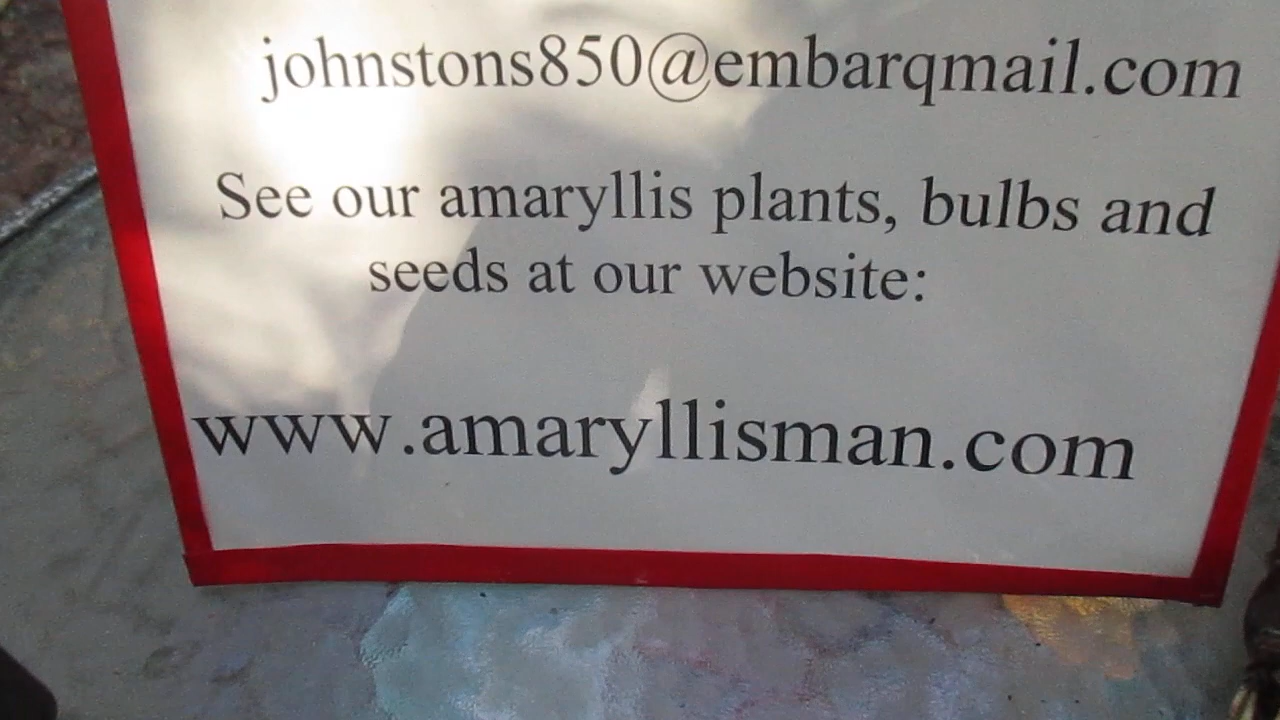 johnstons850@embarqmail.com
See our amaryllis plants, bulbs and
seeds at our website:
www.amaryllisman.com